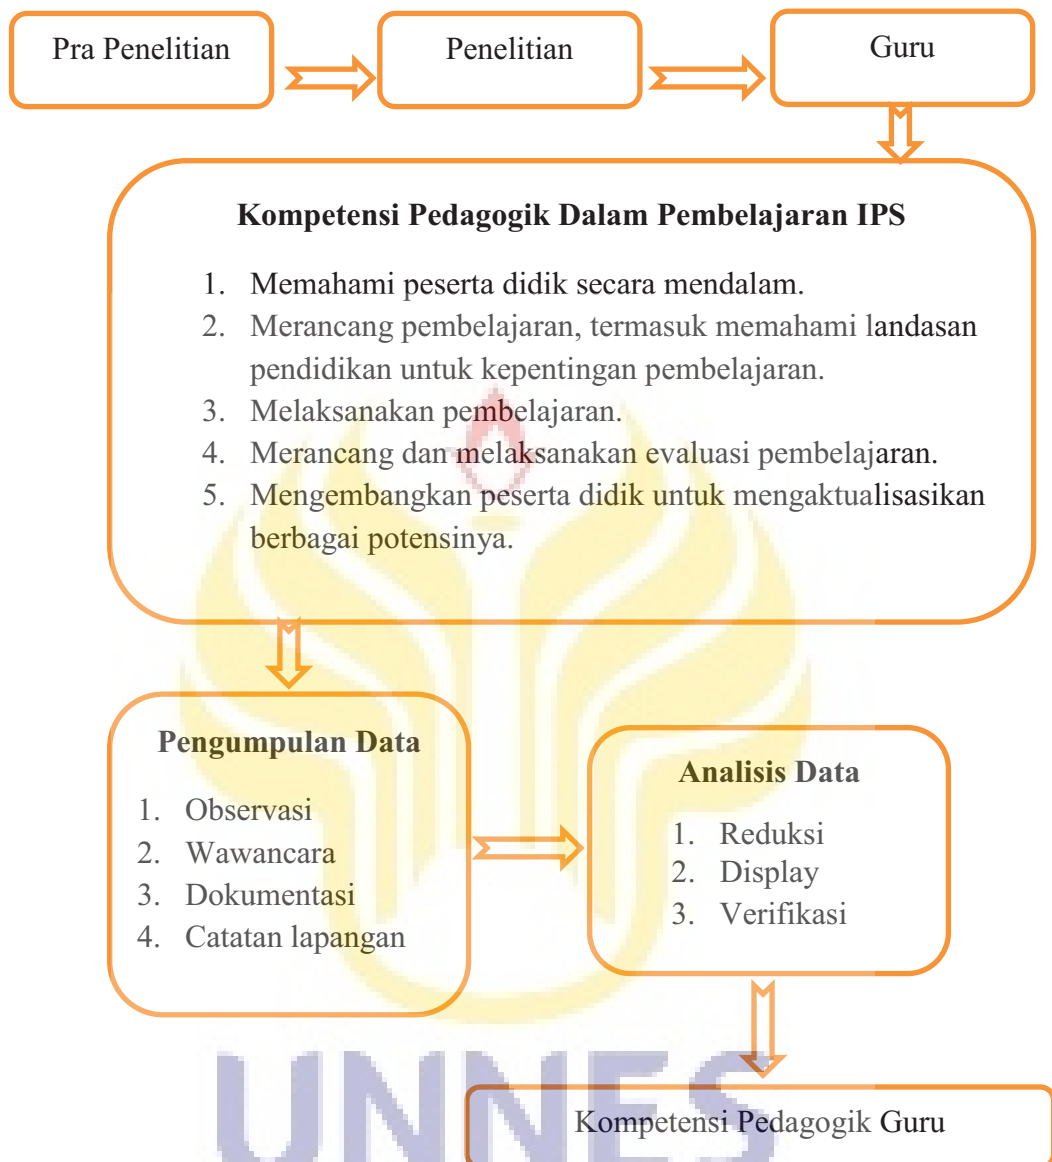 Pra Penelitian
Penelitian
Guru
Kompetensi Pedagogik Dalam Pembelajaran IPS
1. Memahami peserta didik secara mendalam.
2. Merancang pembelajaran, termasuk memahami landasan
pendidikan untuk kepentingan pembelajaran.
3. Melaksanakan pembelajaran.
4. Merancang dan melaksanakan evaluasi pembelajaran.
5. Mengembangkan peserta didik untuk mengaktualisasikan
berbagai potensinya.
Pengumpulan Data
1. Observasi
2. Wawancara
3. Dokumentasi
4. Catatan lapangan
Analisis Data
1. Reduksi
2. Display
3. Verifikasi
Kompetensi Pedagogik Guru
UNNES